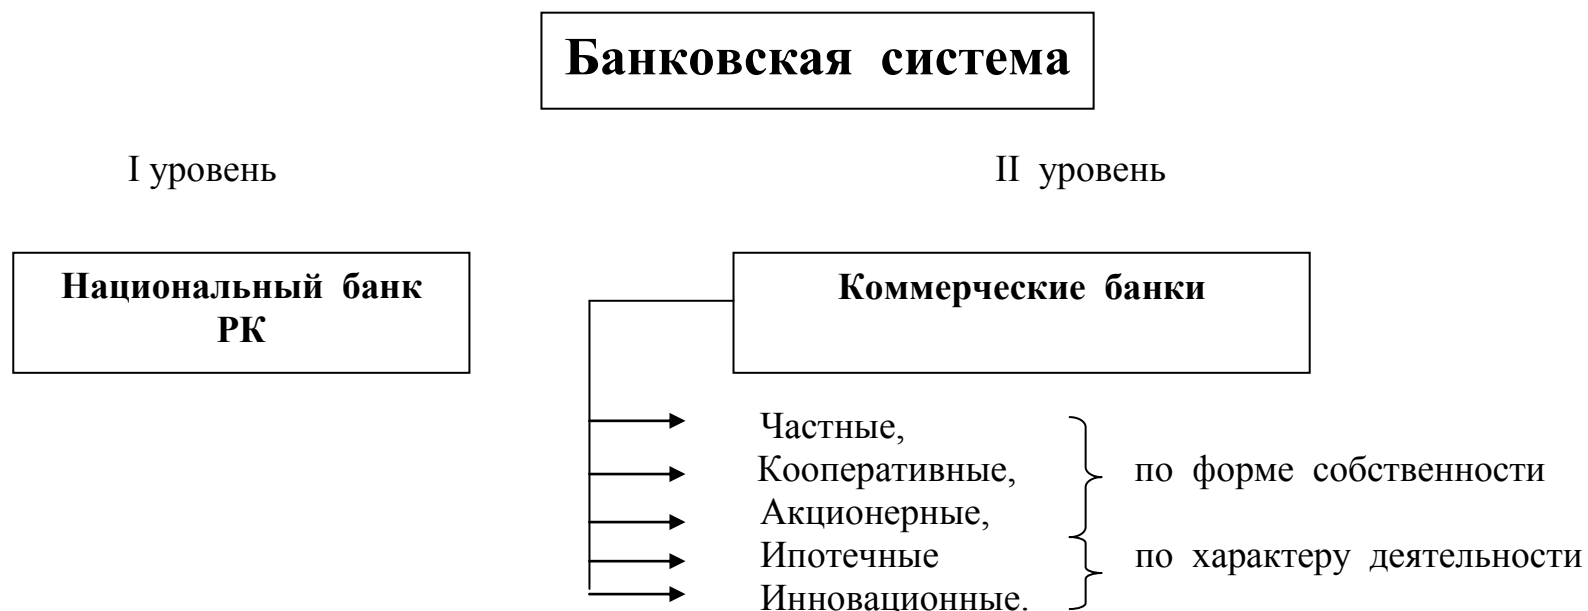 Банковская система
I уровень
II уровень
Национальный банк
РК
Коммерческие банки
Частные,
Кооперативные,
Акционерные,
по форме собственности
Ипотечные
Инновационные.
по характеру деятельности